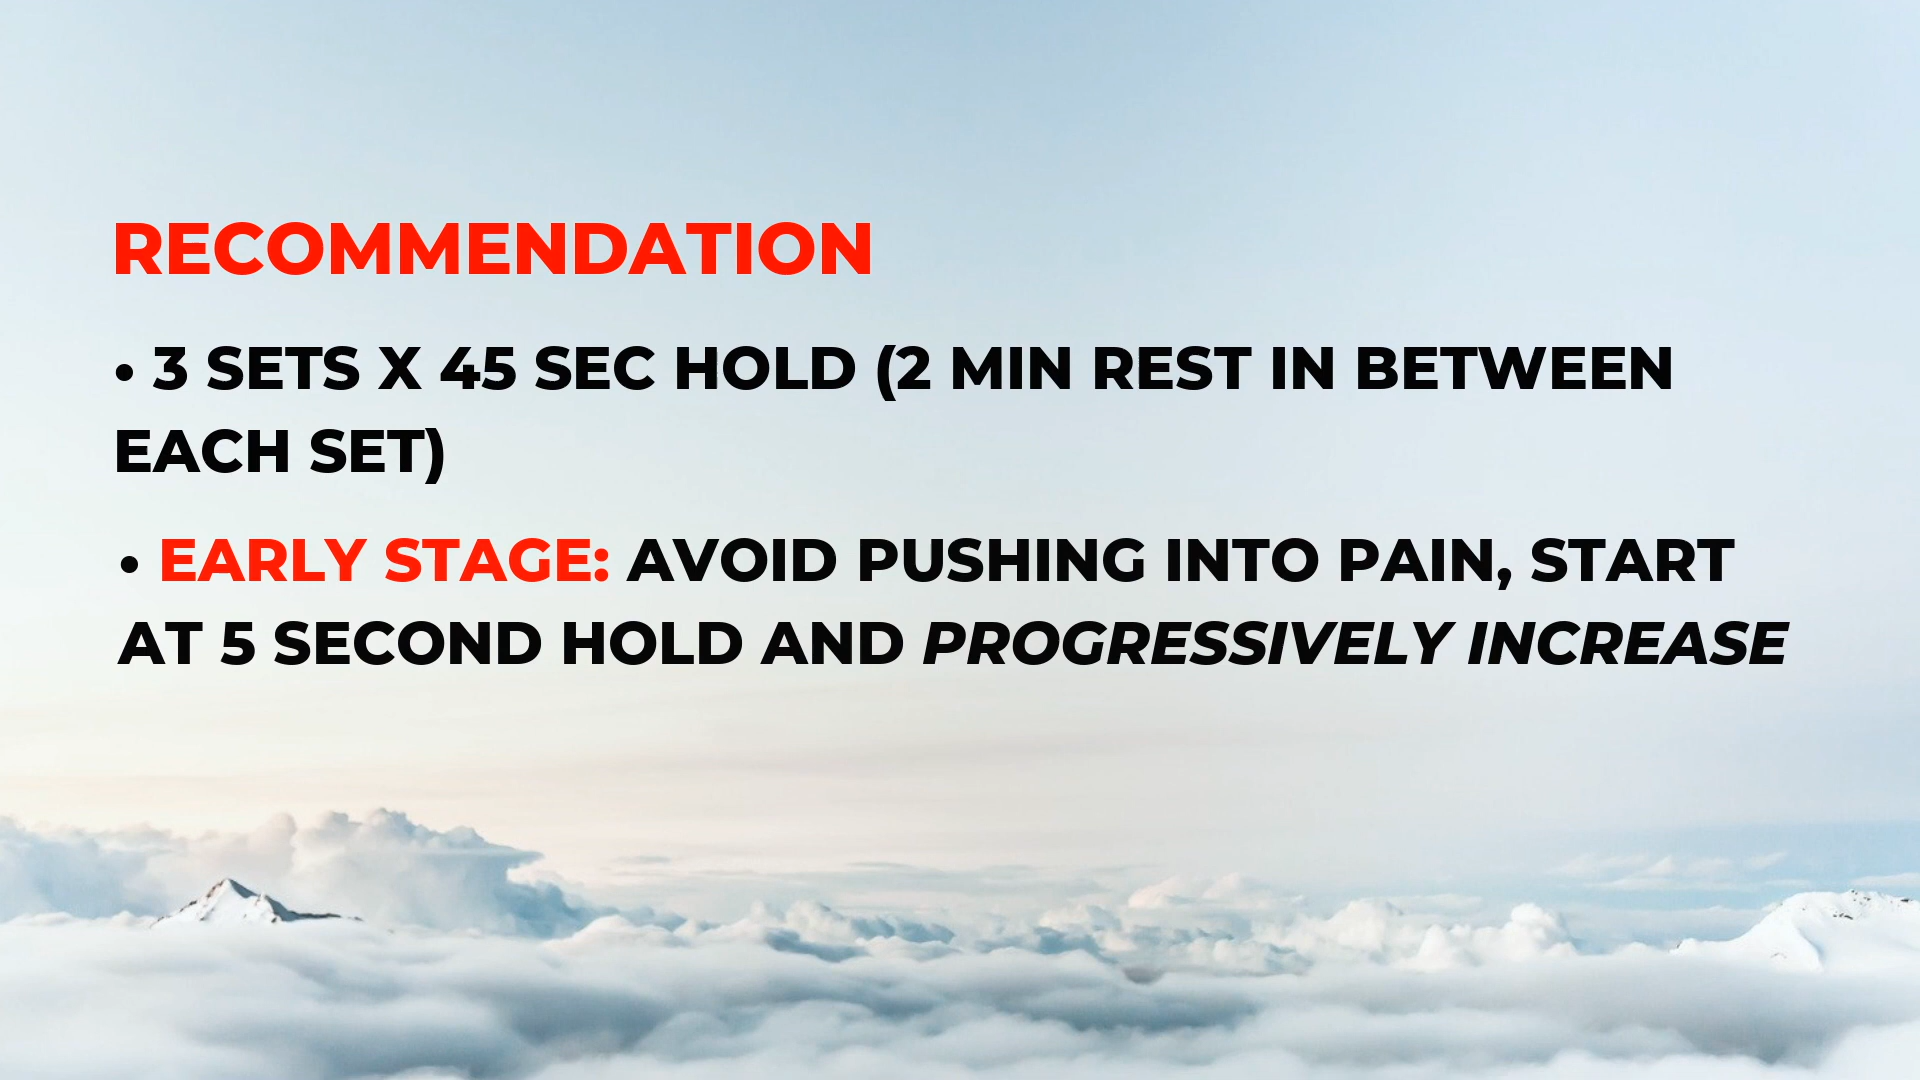 RECOMMENDATION
• 3 SETS X 45 SEC HOLD (2 MIN REST IN BETWEEN
EACH SET)
• EARLY STAGE: AVOID PUSHING INTO PAIN, START
AT 5 SECOND HOLD AND PROGRESSIVELY INCREASE